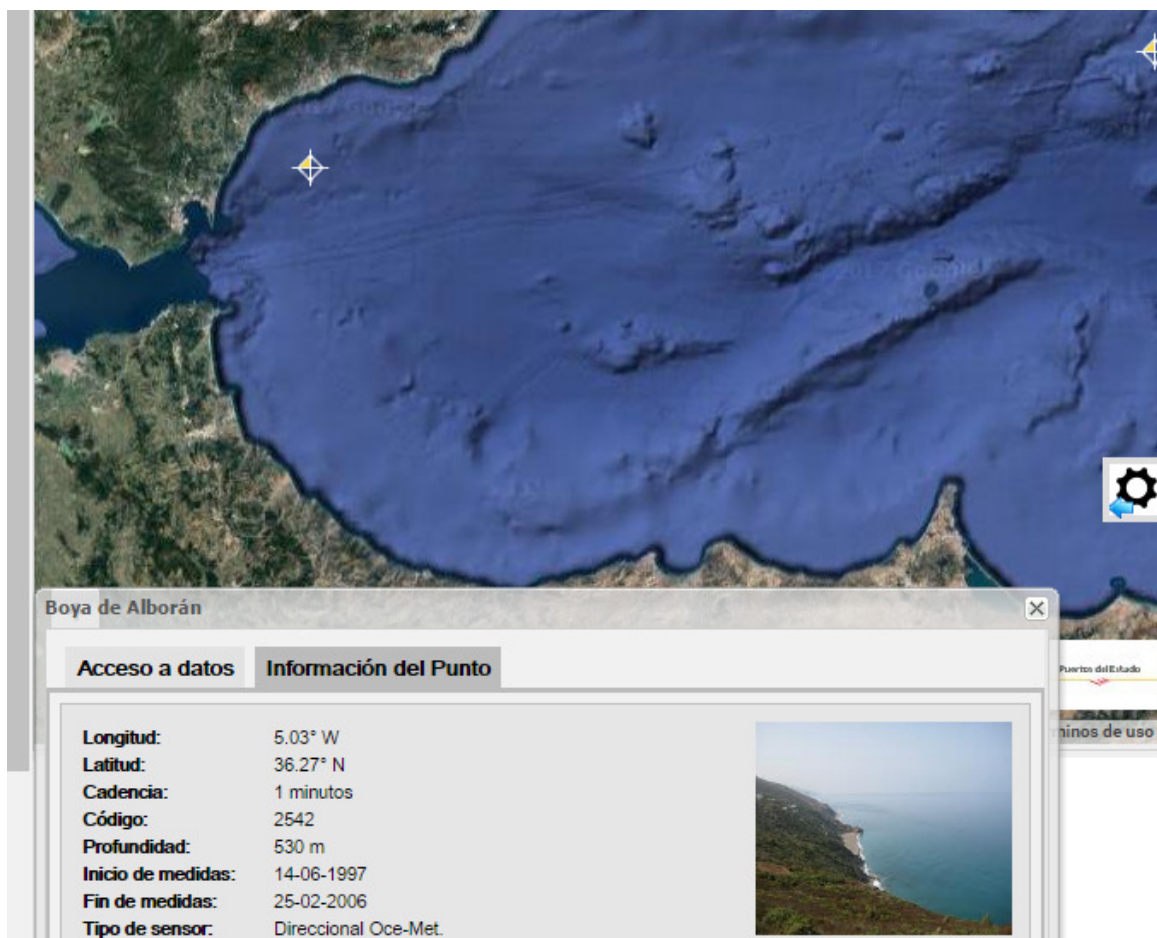 2017 Google
Boya de Alborán
Acceso a datos
Información del Punto
Puertos del Estado
minos de uso
Longitud: 5.03° W
Latitud: 36.27° N
Cadencia: 1 minutos
Código: 2542
Profundidad: 530 m
Inicio de medidas: 14-06-1997
Fin de medidas: 25-02-2006
Tipo de sensor: Direccional Oce-Met.